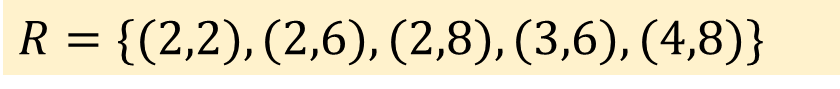 R = {(2,2), (2,6), (2,8), (3,6), (4,8)}